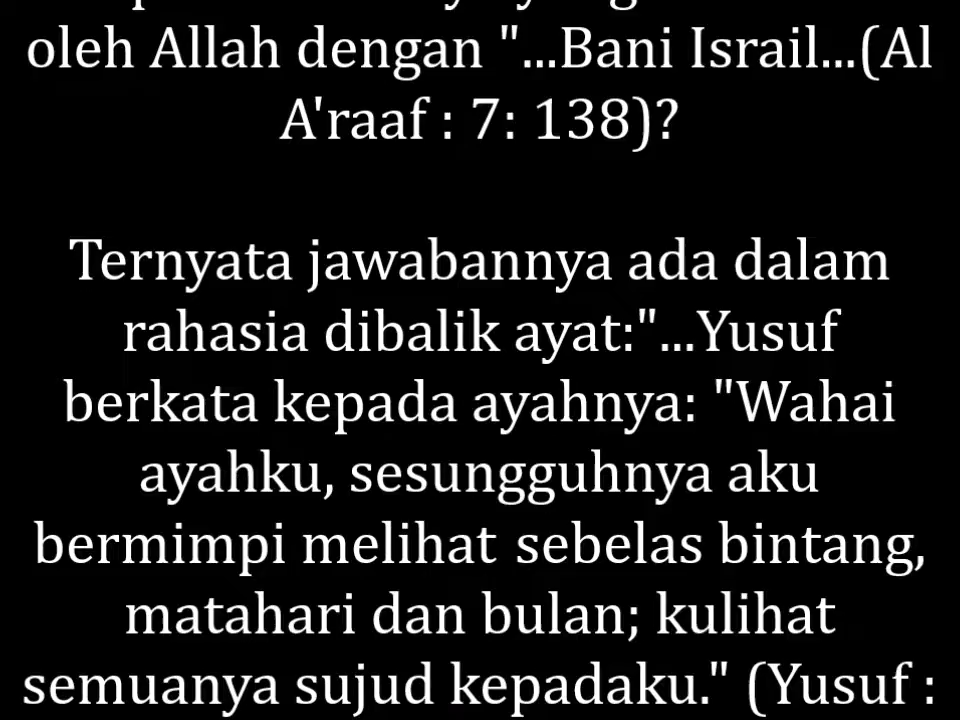 oleh Allah dengan "...Bani Israil...(Al
A'raaf : 7: 138)?
Ternyata jawabannya ada dalam
rahasia dibalik ayat:"...Yusuf
berkata kepada ayahnya: "Wahai
ayahku, sesungguhnya aku
bermimpi melihat sebelas bintang,
matahari dan bulan; kulihat
semuanya sujud kepadaku." (Yusuf :